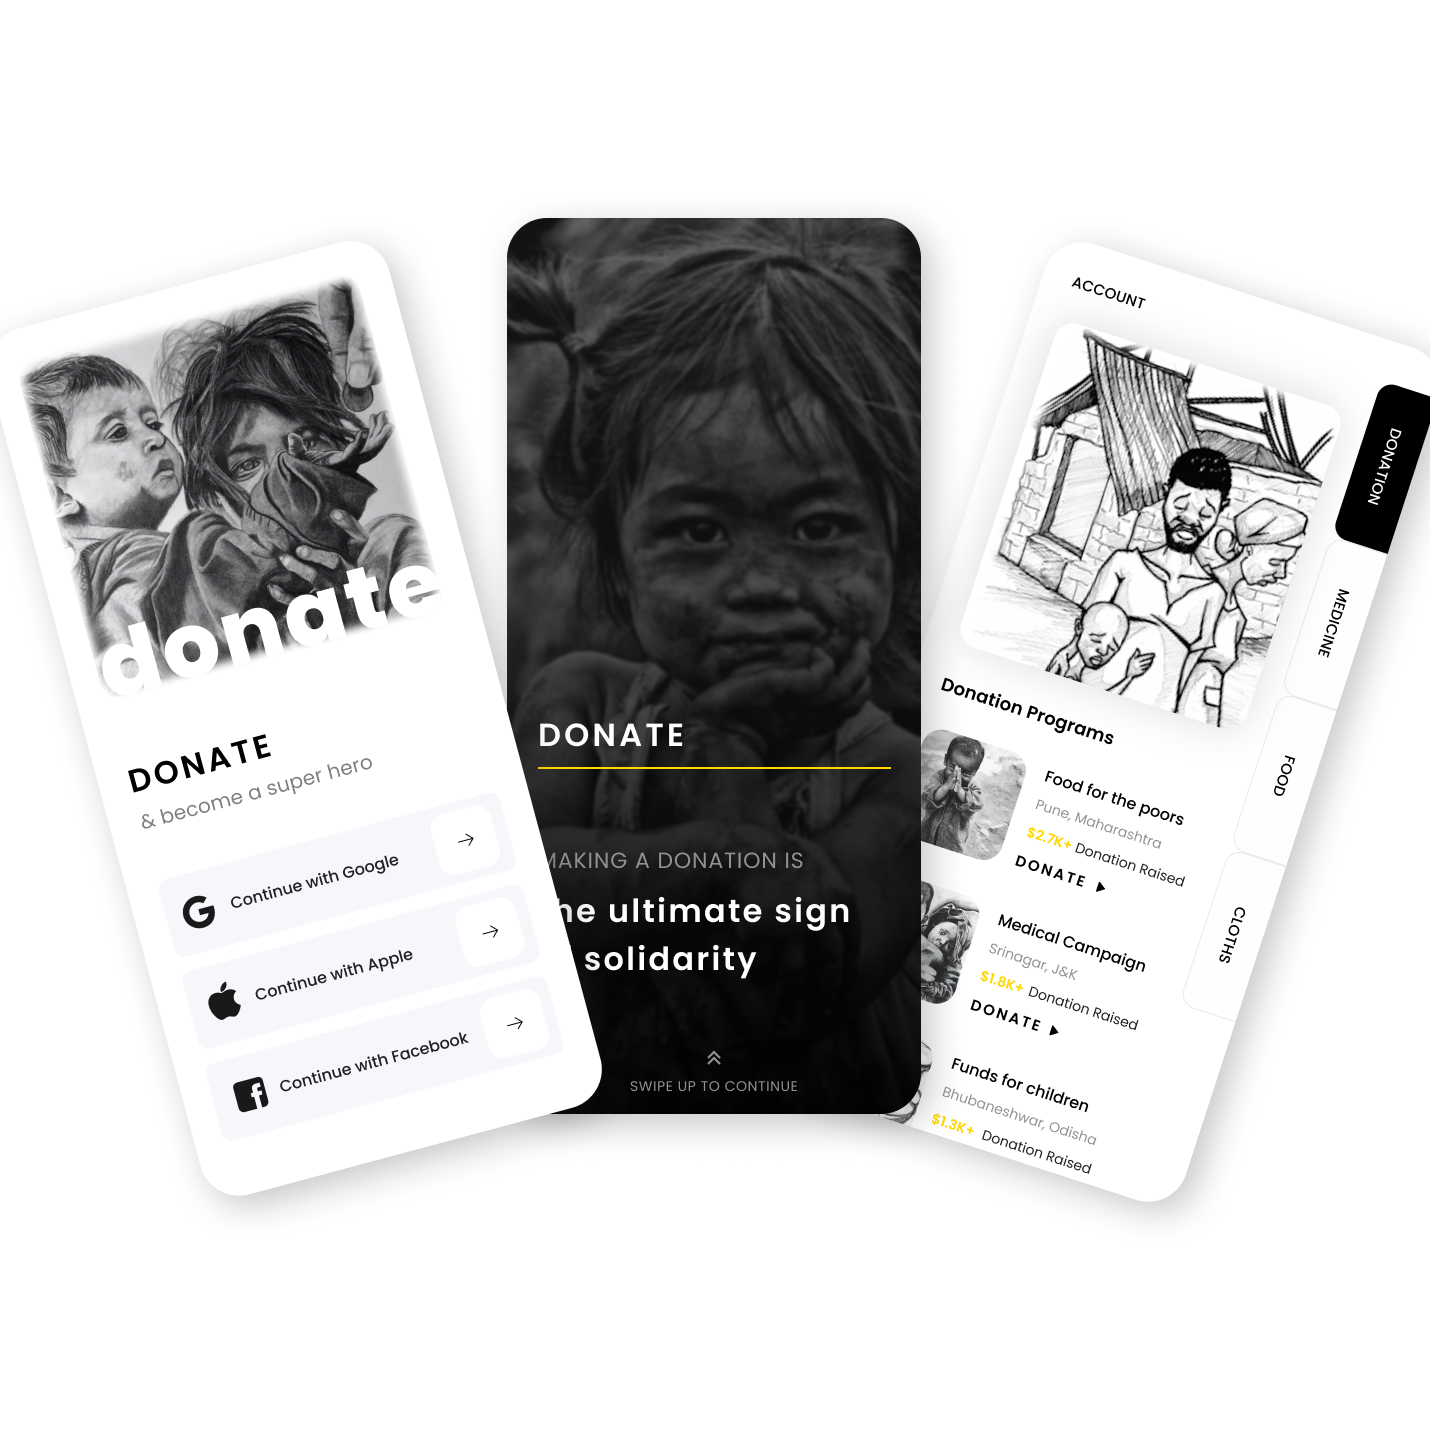 donate
DONATE
& become a super hero
Continue with Google
Continue with Apple
Continue with Facebook
DONATE
MAKING A DONATION IS
he ultimate sign
solidarity
SWIPE UP TO CONTINUE
ACCOUNT
DONATION
MEDICINE
FOOD
CLOTHS
Donation Programs
Food for the poors
Pune, Maharashtra
$2.7K+ Donation Raised
DONATE
Medical Campaign
Srinagar, J&K
$1.8K+ Donation Raised
DONATE
Funds for children
Bhubaneshwar, Odisha
$1.3K+ Donation Raised